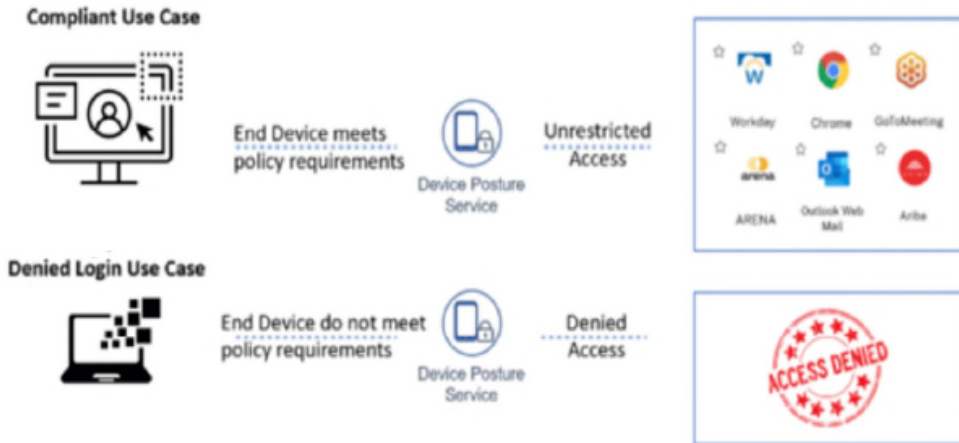 Compliant Use Case
End Device meets
policy requirements
Device Posture
Service
Unrestricted
Access
W
Workday
Chrome
GoToMeeting
arena
ARENA
Outlook Web
Mail
Ariba
Denied Login Use Case
End Device do not meet
policy requirements
Device Posture
Service
Denied
Access
ACCESS DENIED